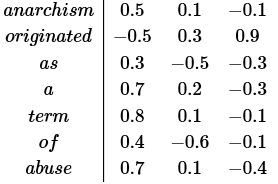 anarchism 0.5 0.1 −0.1
originated −0.5 0.3 0.9
as 0.3 −0.5 −0.3
a 0.7 0.2 −0.3
term 0.8 0.1 −0.1
of 0.4 −0.6 −0.1
abuse 0.7 0.1 −0.4